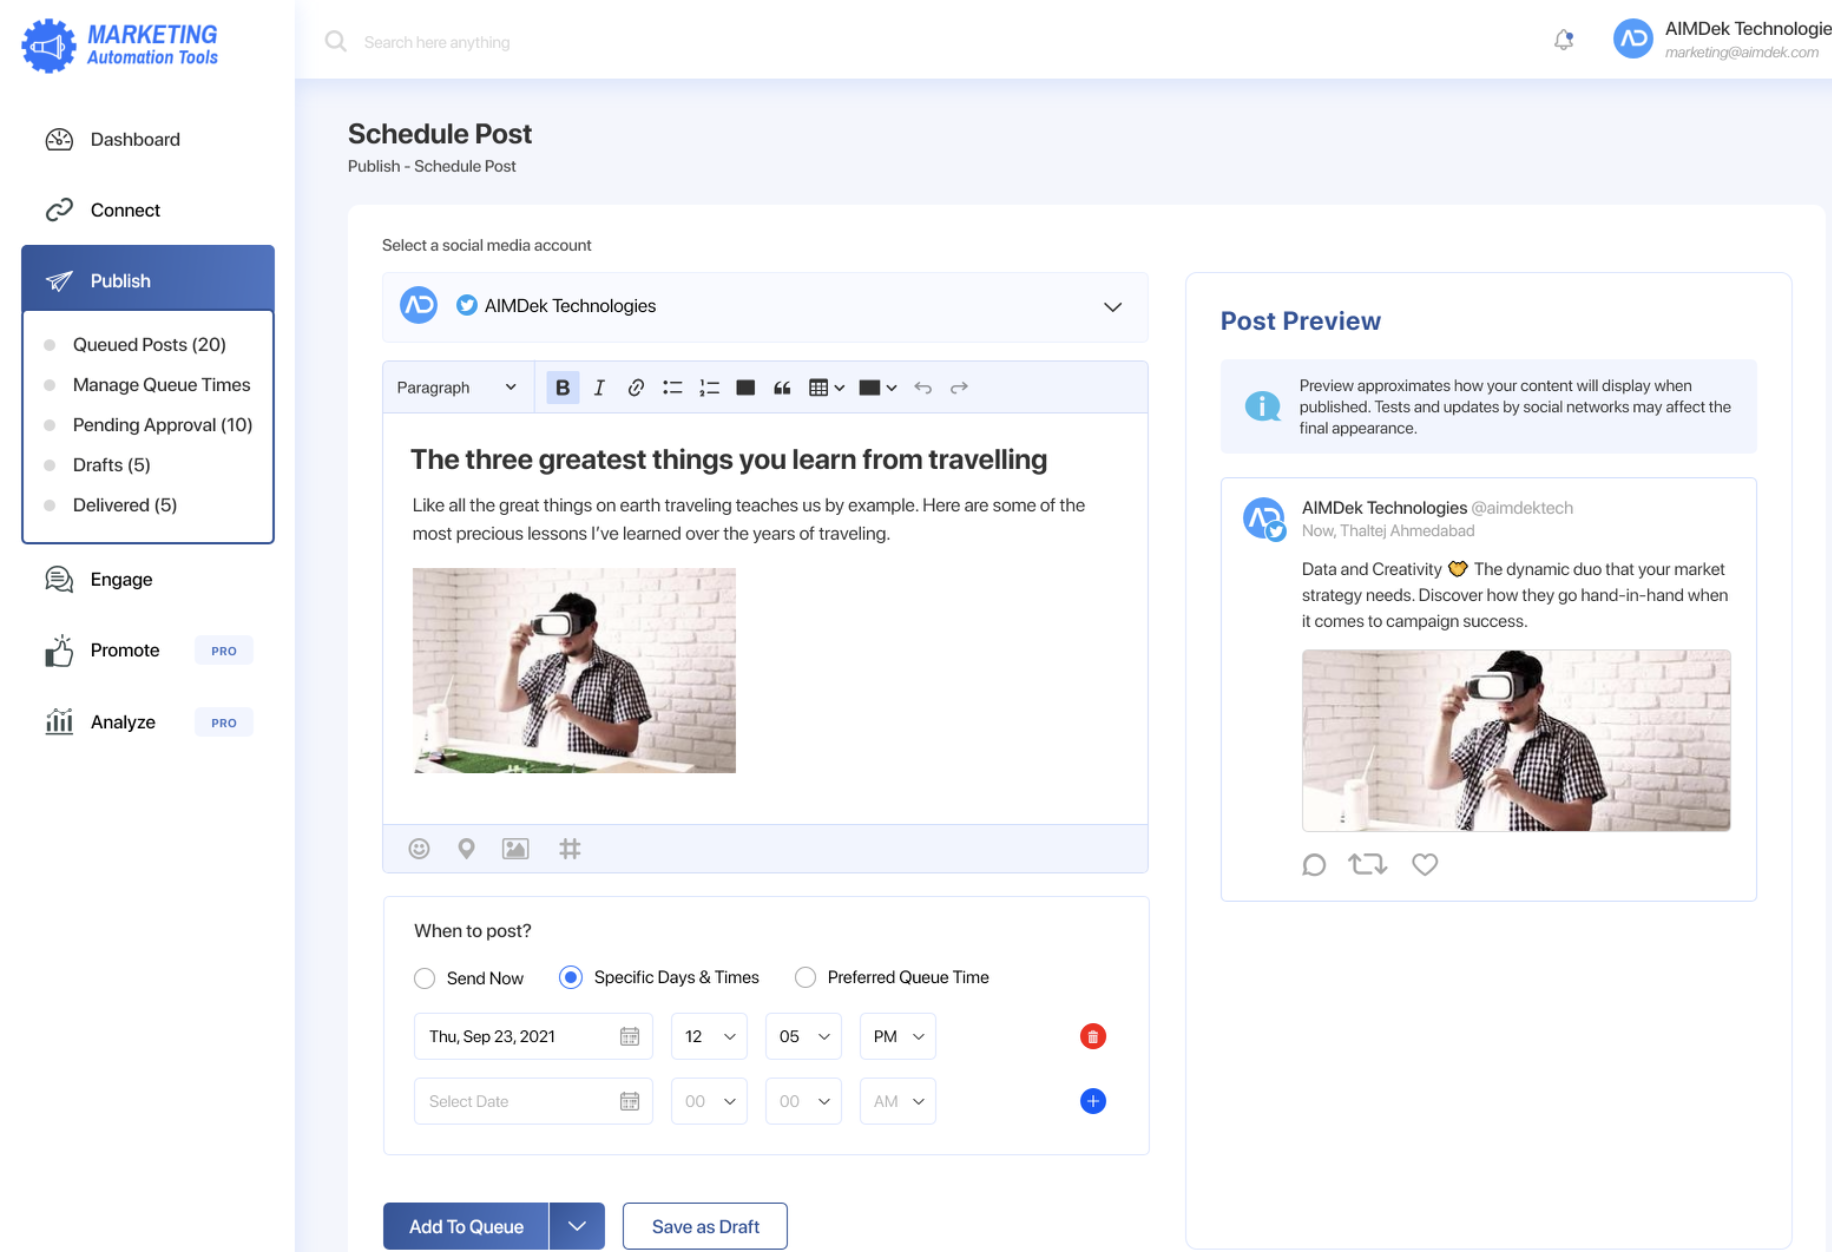 MARKETING
Automation Tools
Search here anything
AIMDek Technologie
marketing@aimdek.com
Dashboard
Connect
Publish
Queued Posts (20)
Manage Queue Times
Pending Approval (10)
Drafts (5)
Delivered (5)
Engage
Promote PRO
Analyze PRO
Schedule Post
Publish - Schedule Post
Select a social media account
AIMDek Technologies
Paragraph B I
The three greatest things you learn from travelling
Like all the great things on earth traveling teaches us by example. Here are some of the
most precious lessons I’ve learned over the years of traveling.
When to post?
Send Now Specific Days & Times Preferred Queue Time
Thu, Sep 23, 2021 12 05 PM
Select Date 00 00 AM
Add To Queue Save as Draft
Post Preview
Preview approximates how your content will display when
published. Tests and updates by social networks may affect the
final appearance.
AIMDek Technologies @aimdektech
Now, Thaltej Ahmedabad
Data and Creativity The dynamic duo that your market
strategy needs. Discover how they go hand-in-hand when
it comes to campaign success.